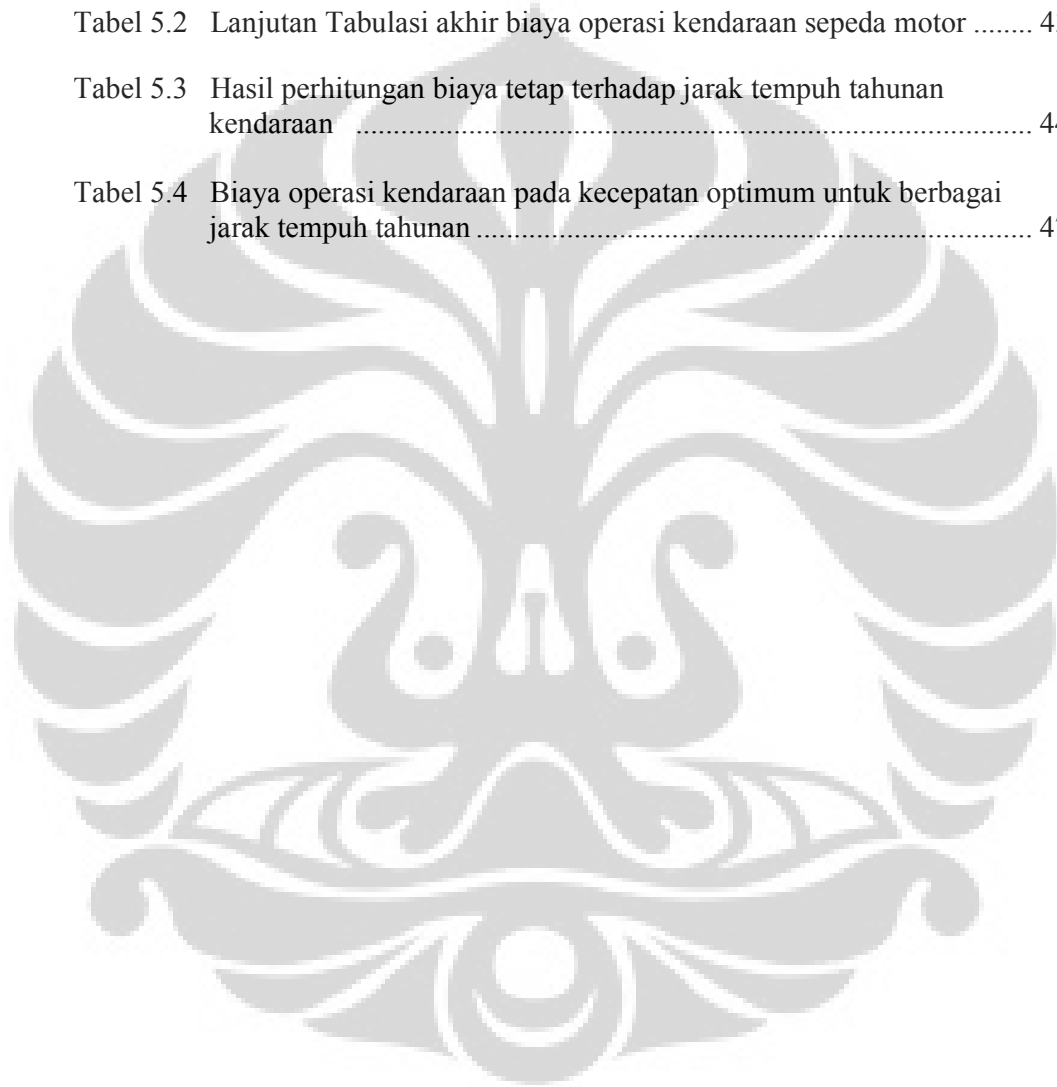 Tabel 5.2 Lanjutan Tabulasi akhir biaya operasi kendaraan sepeda motor ........
Tabel 5.3 Hasil perhitungan biaya tetap terhadap jarak tempuh tahunan
kendaraan ................................................................................................ 44
Tabel 5.4 Biaya operasi kendaraan pada kecepatan optimum untuk berbagai
jarak tempuh tahunan ...............................................................................